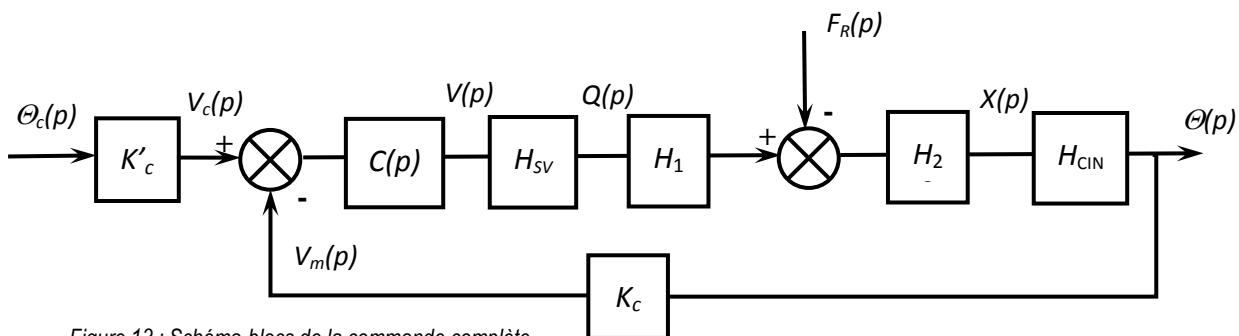 F_R(p)
Θ_c(p)
V_c(p)
V(p)
Q(p)
X(p)
Θ(p)
+
+
-
K'_c
C(p)
H_SV
H_1
H_2
H_CIN
-
V_m(p)
K_c
Figure 12 : Schéma-bloc de la commande complète